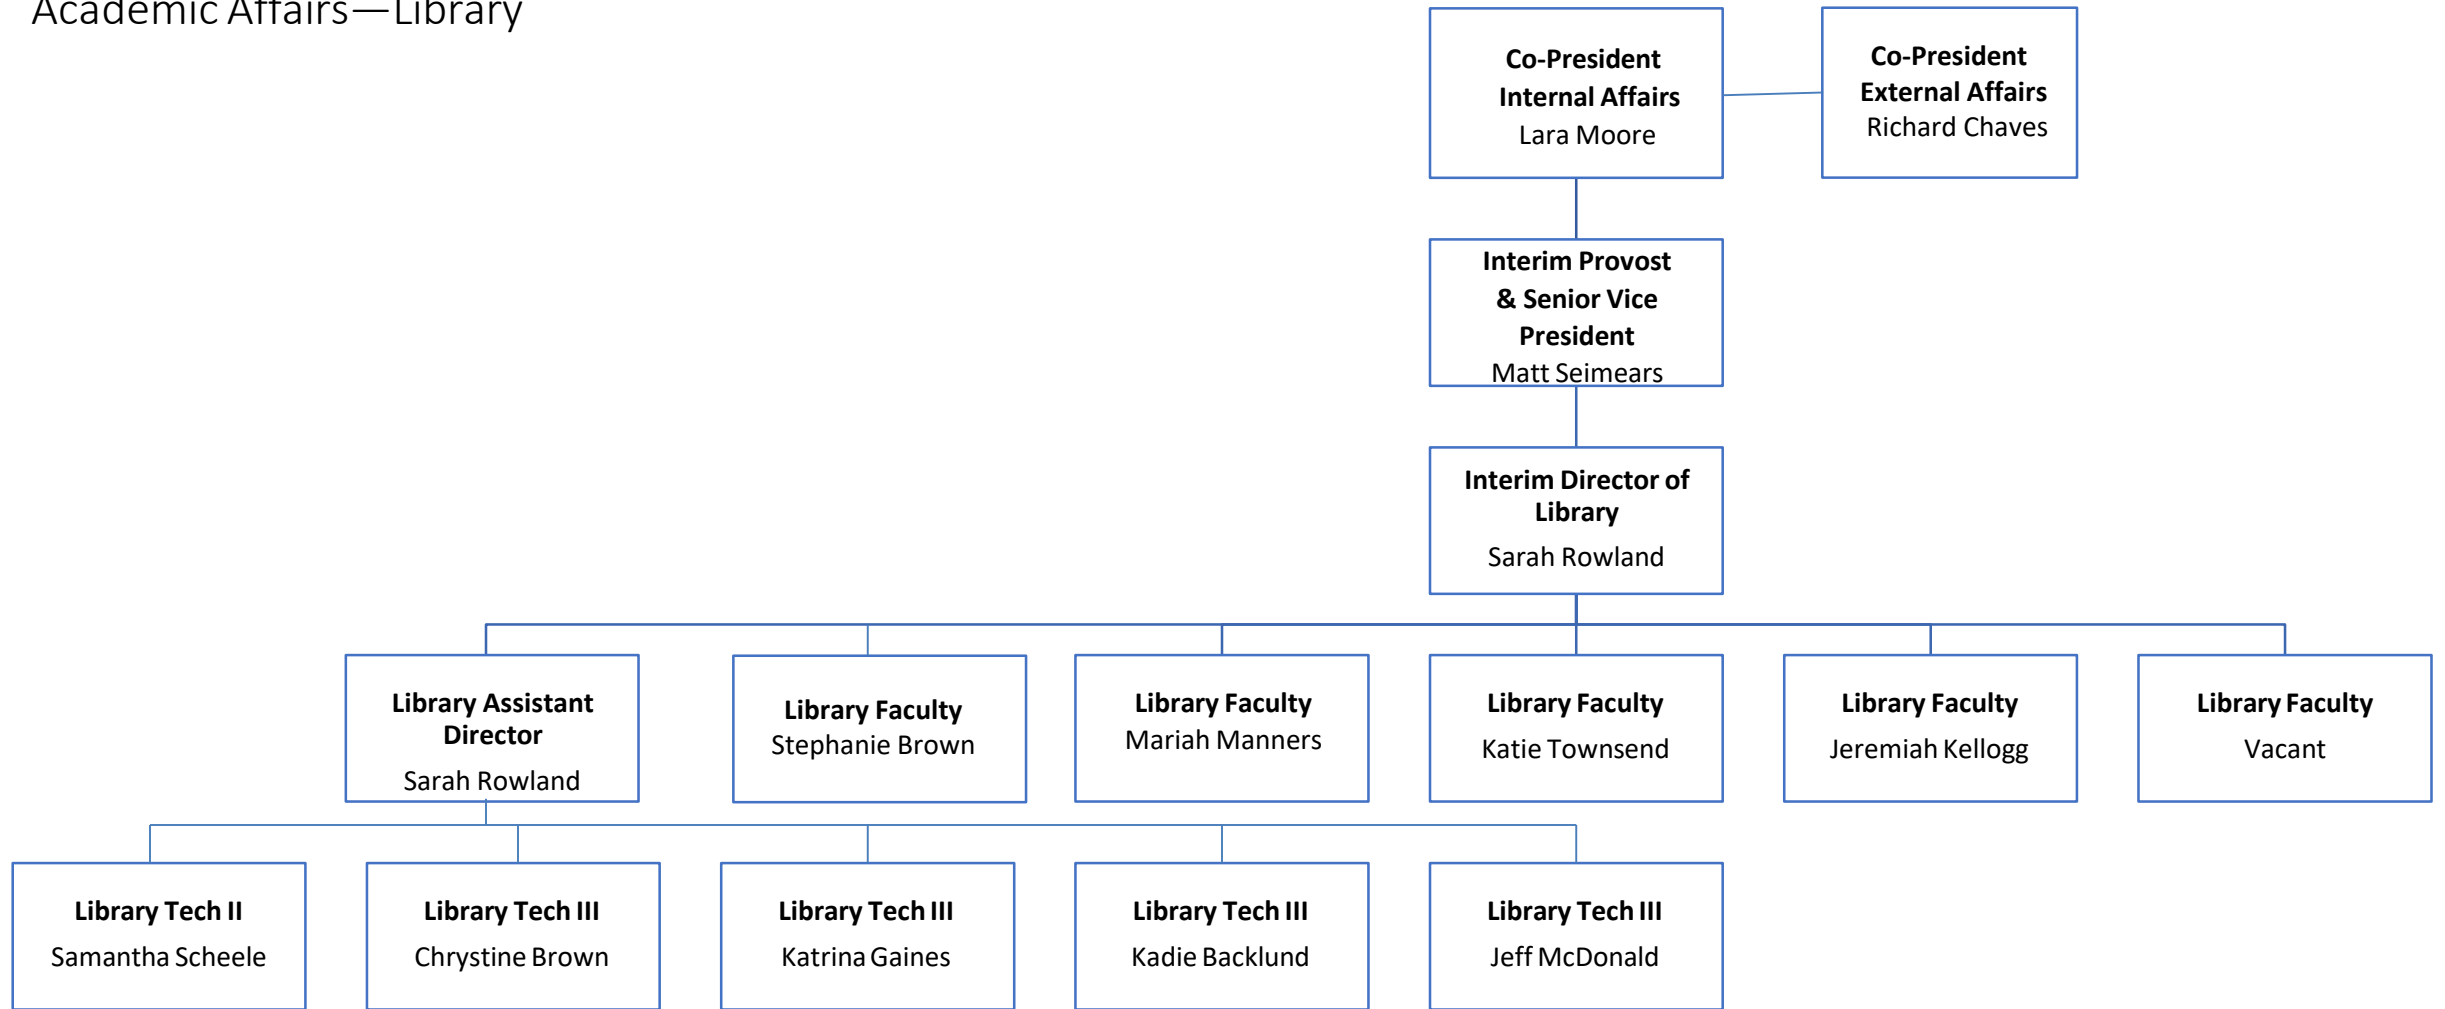 Academic Affairs—Library
Co-President
Internal Affairs
Lara Moore
Co-President
External Affairs
Richard Chaves
Interim Provost
& Senior Vice
President
Matt Seimears
Interim Director of
Library
Sarah Rowland
Library Assistant
Director
Sarah Rowland
Library Faculty
Stephanie Brown
Library Faculty
Mariah Manners
Library Faculty
Katie Townsend
Library Faculty
Jeremiah Kellogg
Library Faculty
Vacant
Library Tech II
Samantha Scheele
Library Tech III
Chrystine Brown
Library Tech III
Katrina Gaines
Library Tech III
Kadie Backlund
Library Tech III
Jeff McDonald